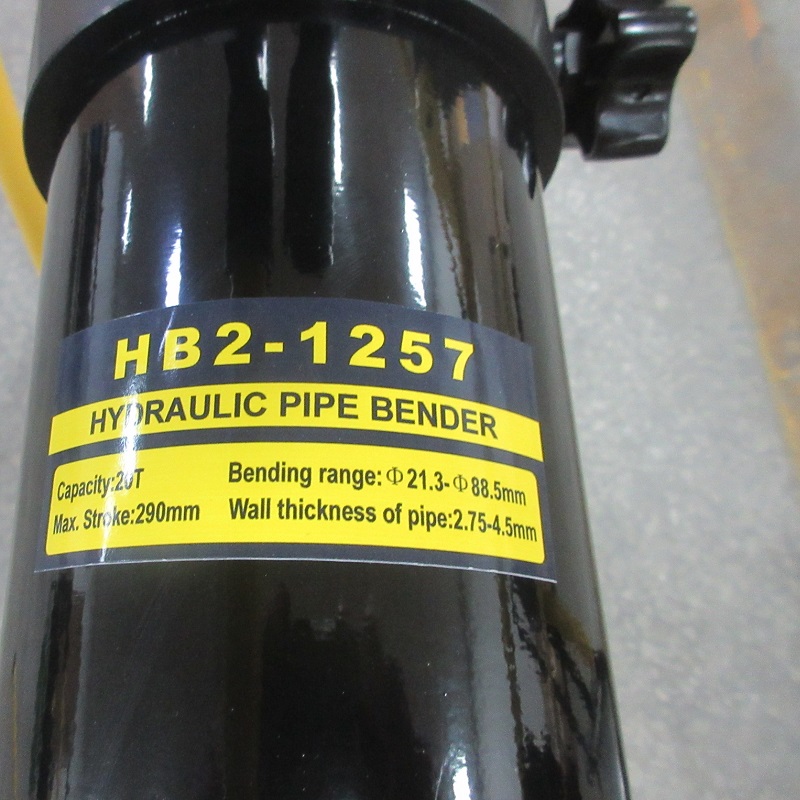 HB2-1257
HYDRAULIC PIPE BENDER
Capacity:20T Bending range:Φ21.3-Φ88.5mm
Max. Stroke:290mm Wall thickness of pipe:2.75-4.5mm